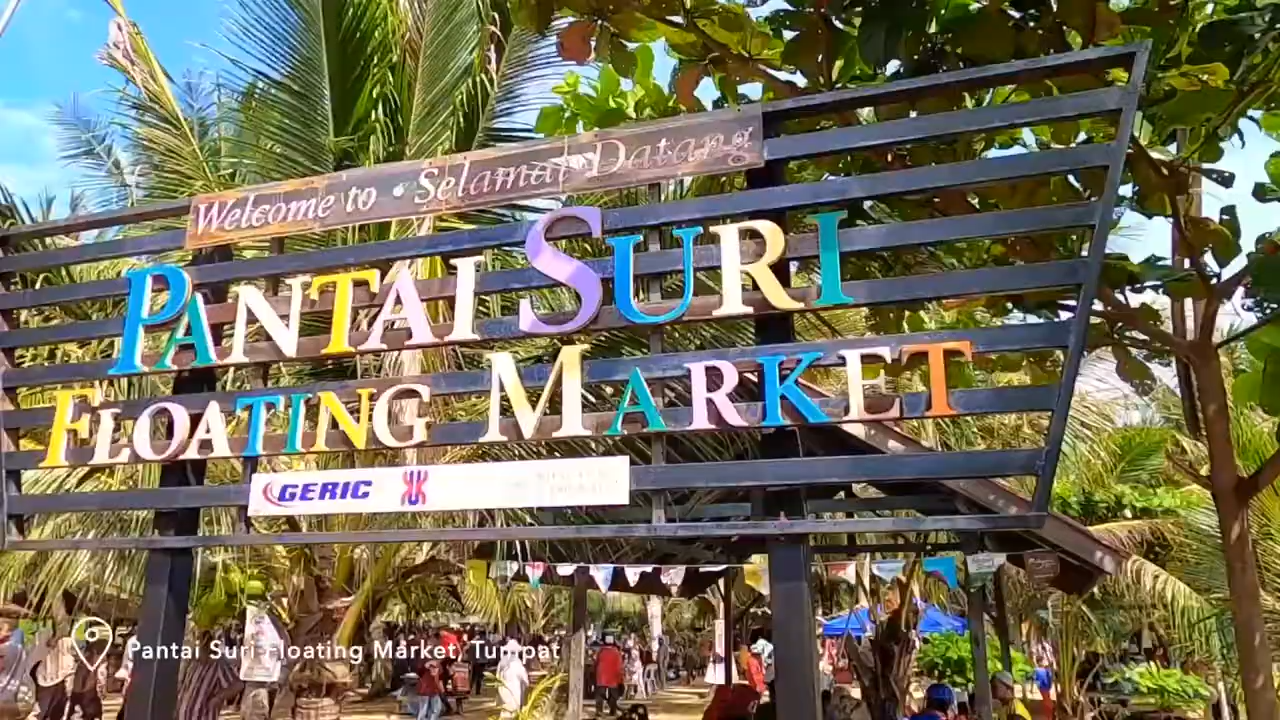 Welcome to • Selamat Datang
PANTAI SURI
FLOATING MARKET
GERIC
Pantai Suri Floating Market, Tumpat